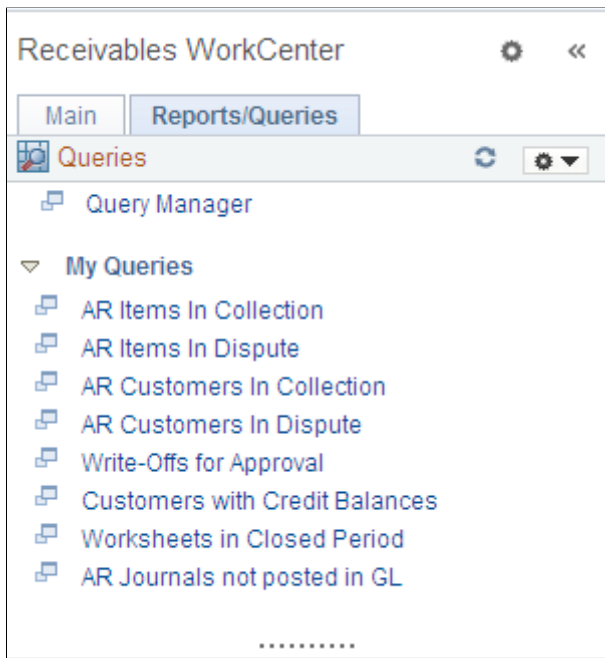 Receivables WorkCenter
Main
Reports/Queries
Queries
Query Manager
My Queries
AR Items In Collection
AR Items In Dispute
AR Customers In Collection
AR Customers In Dispute
Write-Offs for Approval
Customers with Credit Balances
Worksheets in Closed Period
AR Journals not posted in GL